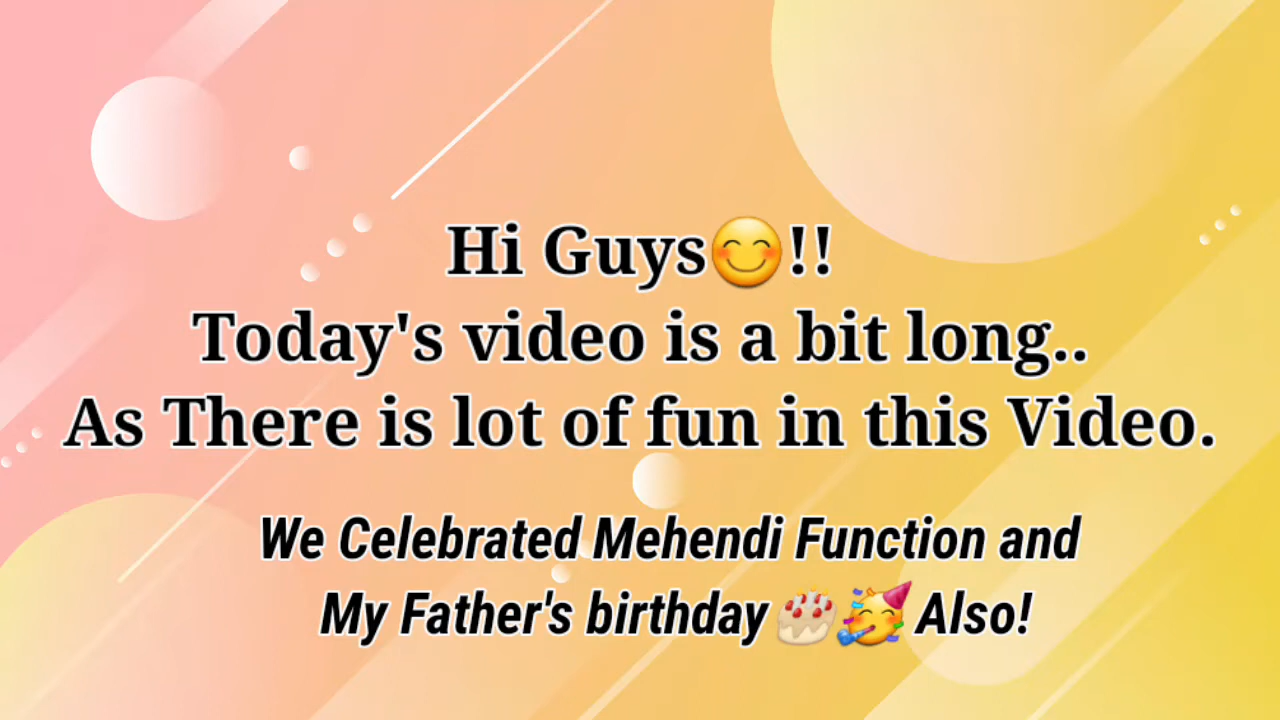 Hi Guys😊!!
Today's video is a bit long..
As There is lot of fun in this Video.
We Celebrated Mehendi Function and
My Father's birthday🎂🥳Also!